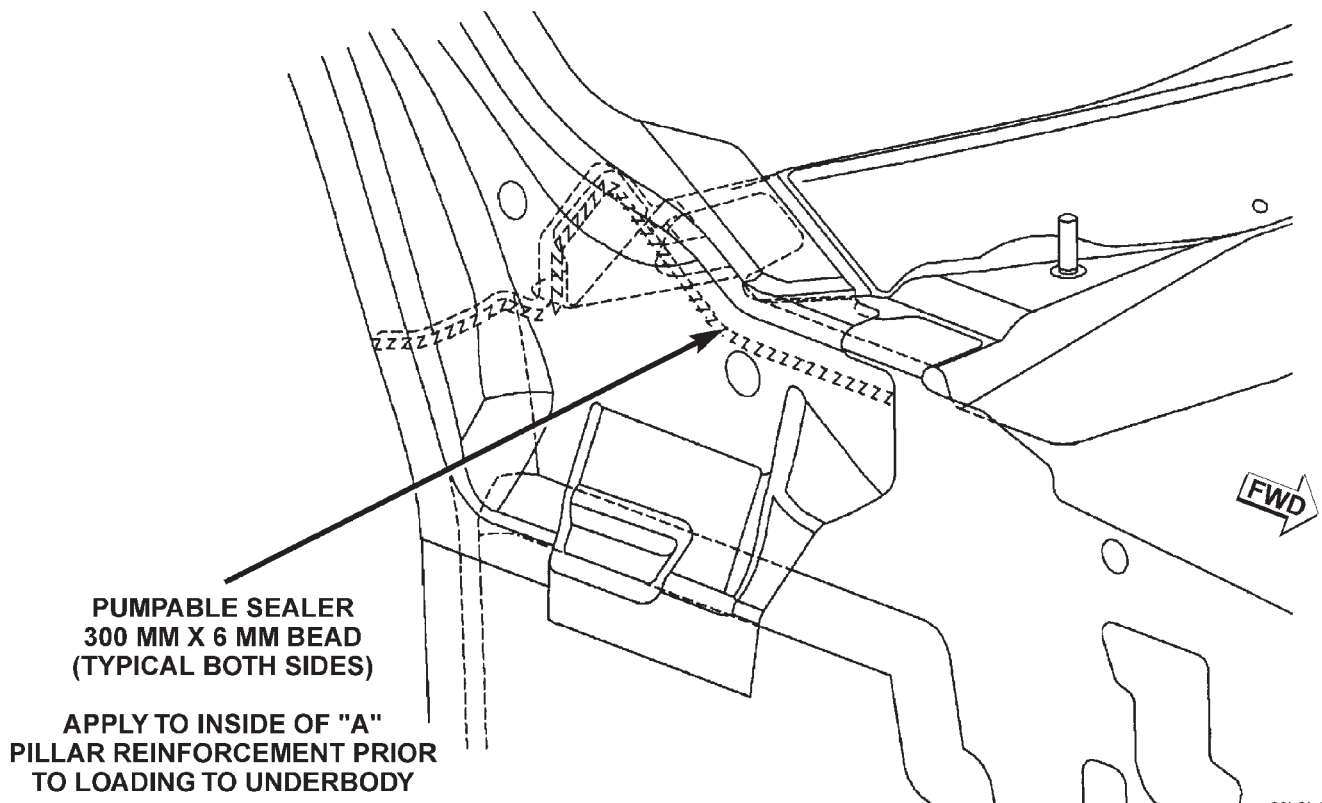 FWD
PUMPABLE SEALER
300 MM X 6 MM BEAD
(TYPICAL BOTH SIDES)
APPLY TO INSIDE OF "A"
PILLAR REINFORCEMENT PRIOR
TO LOADING TO UNDERBODY